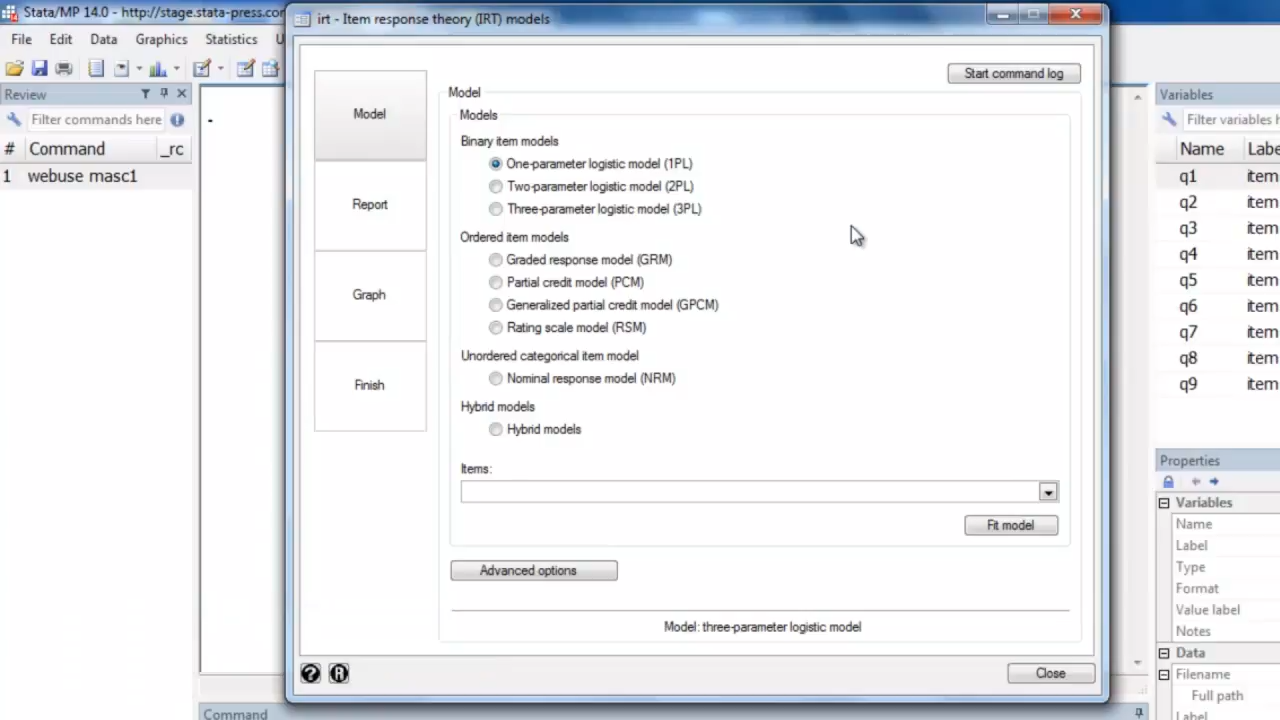 Stata/MP 14.0 - http://stage.stata-press.com
irt - Item response theory (IRT) models
File Edit Data Graphics Statistics U
Review
Filter commands here
# Command _rc
1 webuse masc1
Start command log
Model
Report
Graph
Finish
Model
Models
Binary item models
One-parameter logistic model (1PL)
Two-parameter logistic model (2PL)
Three-parameter logistic model (3PL)
Ordered item models
Graded response model (GRM)
Partial credit model (PCM)
Generalized partial credit model (GPCM)
Rating scale model (RSM)
Unordered categorical item model
Nominal response model (NRM)
Hybrid models
Hybrid models
Items:
Fit model
Advanced options
Model: three-parameter logistic model
Close
Command
Variables
Filter variables h
Name Labe
q1 item
q2 item
q3 item
q4 item
q5 item
q6 item
q7 item
q8 item
q9 item
Properties
Variables
Name
Label
Type
Format
Value label
Notes
Data
Filename
Full path
Label